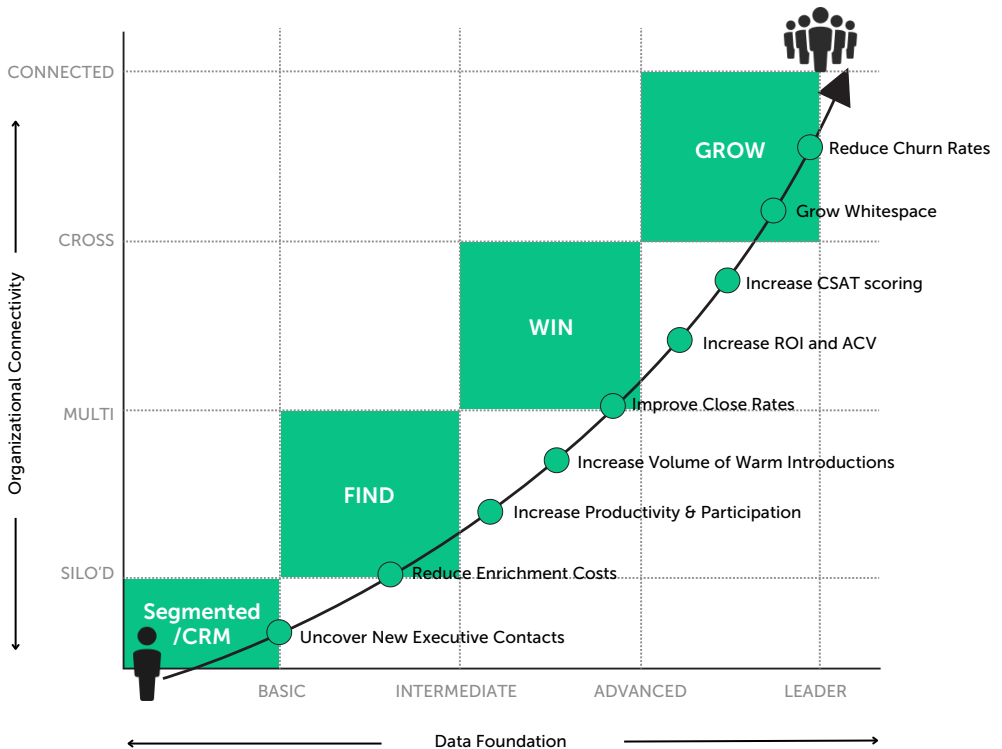 CONNECTED
GROW
Reduce Churn Rates
Grow Whitespace
CROSS
Increase CSAT scoring
WIN
Increase ROI and ACV
Organizational Connectivity
MULTI
Improve Close Rates
Increase Volume of Warm Introductions
FIND
Increase Productivity & Participation
SILO'D
Reduce Enrichment Costs
Segmented
/CRM
Uncover New Executive Contacts
BASIC
INTERMEDIATE
ADVANCED
LEADER
Data Foundation